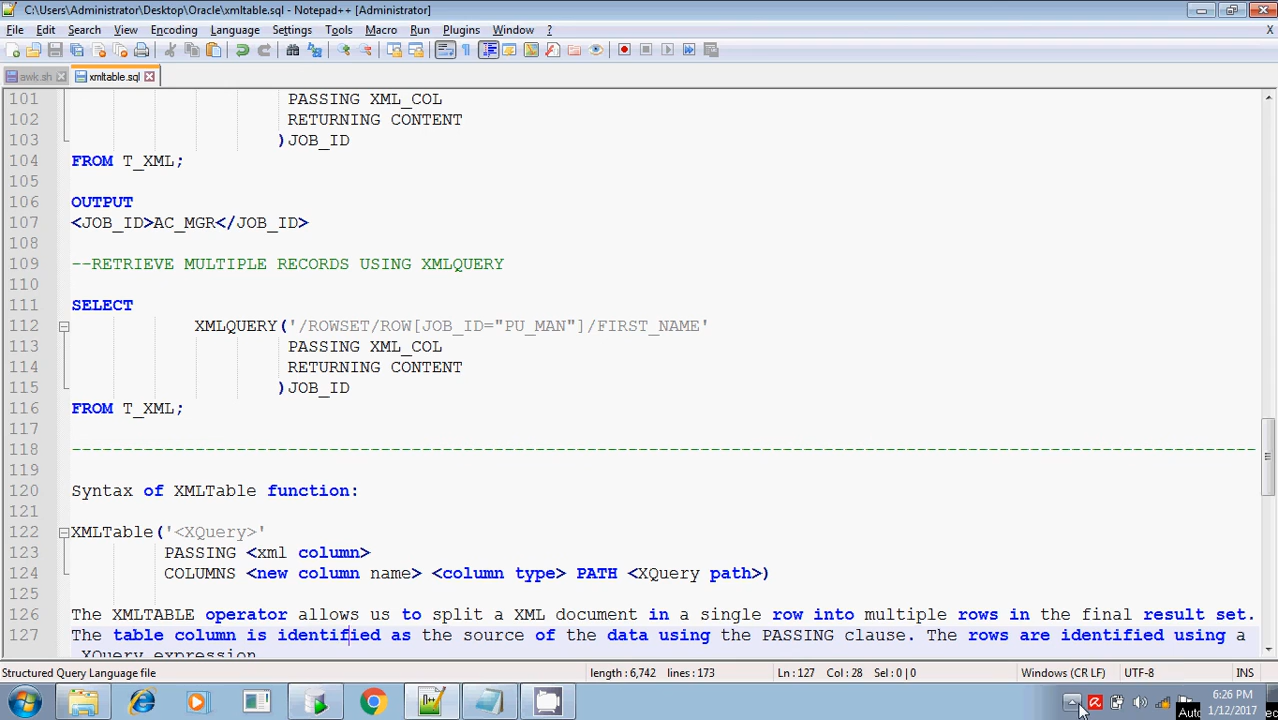 C:\Users\Administrator\Desktop\Oracle\xmltable.sql - Notepad++ [Administrator]
File Edit Search View Encoding Language Settings Tools Macro Run Plugins Window ? X
awk.sh xmltable.sql
101 PASSING XML_COL
102 RETURNING CONTENT
103 )JOB_ID
104 FROM T_XML;
105
106 OUTPUT
107 <JOB_ID>AC_MGR</JOB_ID>
108
109 --RETRIEVE MULTIPLE RECORDS USING XMLQUERY
110
111 SELECT
112 XMLQUERY('/ROWSET/ROW[JOB_ID="PU_MAN"]/FIRST_NAME'
113 PASSING XML_COL
114 RETURNING CONTENT
115 )JOB_ID
116 FROM T_XML;
117
118 -------------------------------------------------------------------------------------------------------------------
119
120 Syntax of XMLTable function:
121
122 XMLTable('<XQuery>'
123 PASSING <xml column>
124 COLUMNS <new column name> <column type> PATH <XQuery path>)
125
126 The XMLTABLE operator allows us to split a XML document in a single row into multiple rows in the final result set.
127 The table column is identified as the source of the data using the PASSING clause. The rows are identified using a
XQuery expression
Structured Query Language file length : 6,742 lines : 173 Ln : 127 Col : 28 Sel : 0 | 0 Windows (CR LF) UTF-8 INS
6:26 PM
1/12/2017